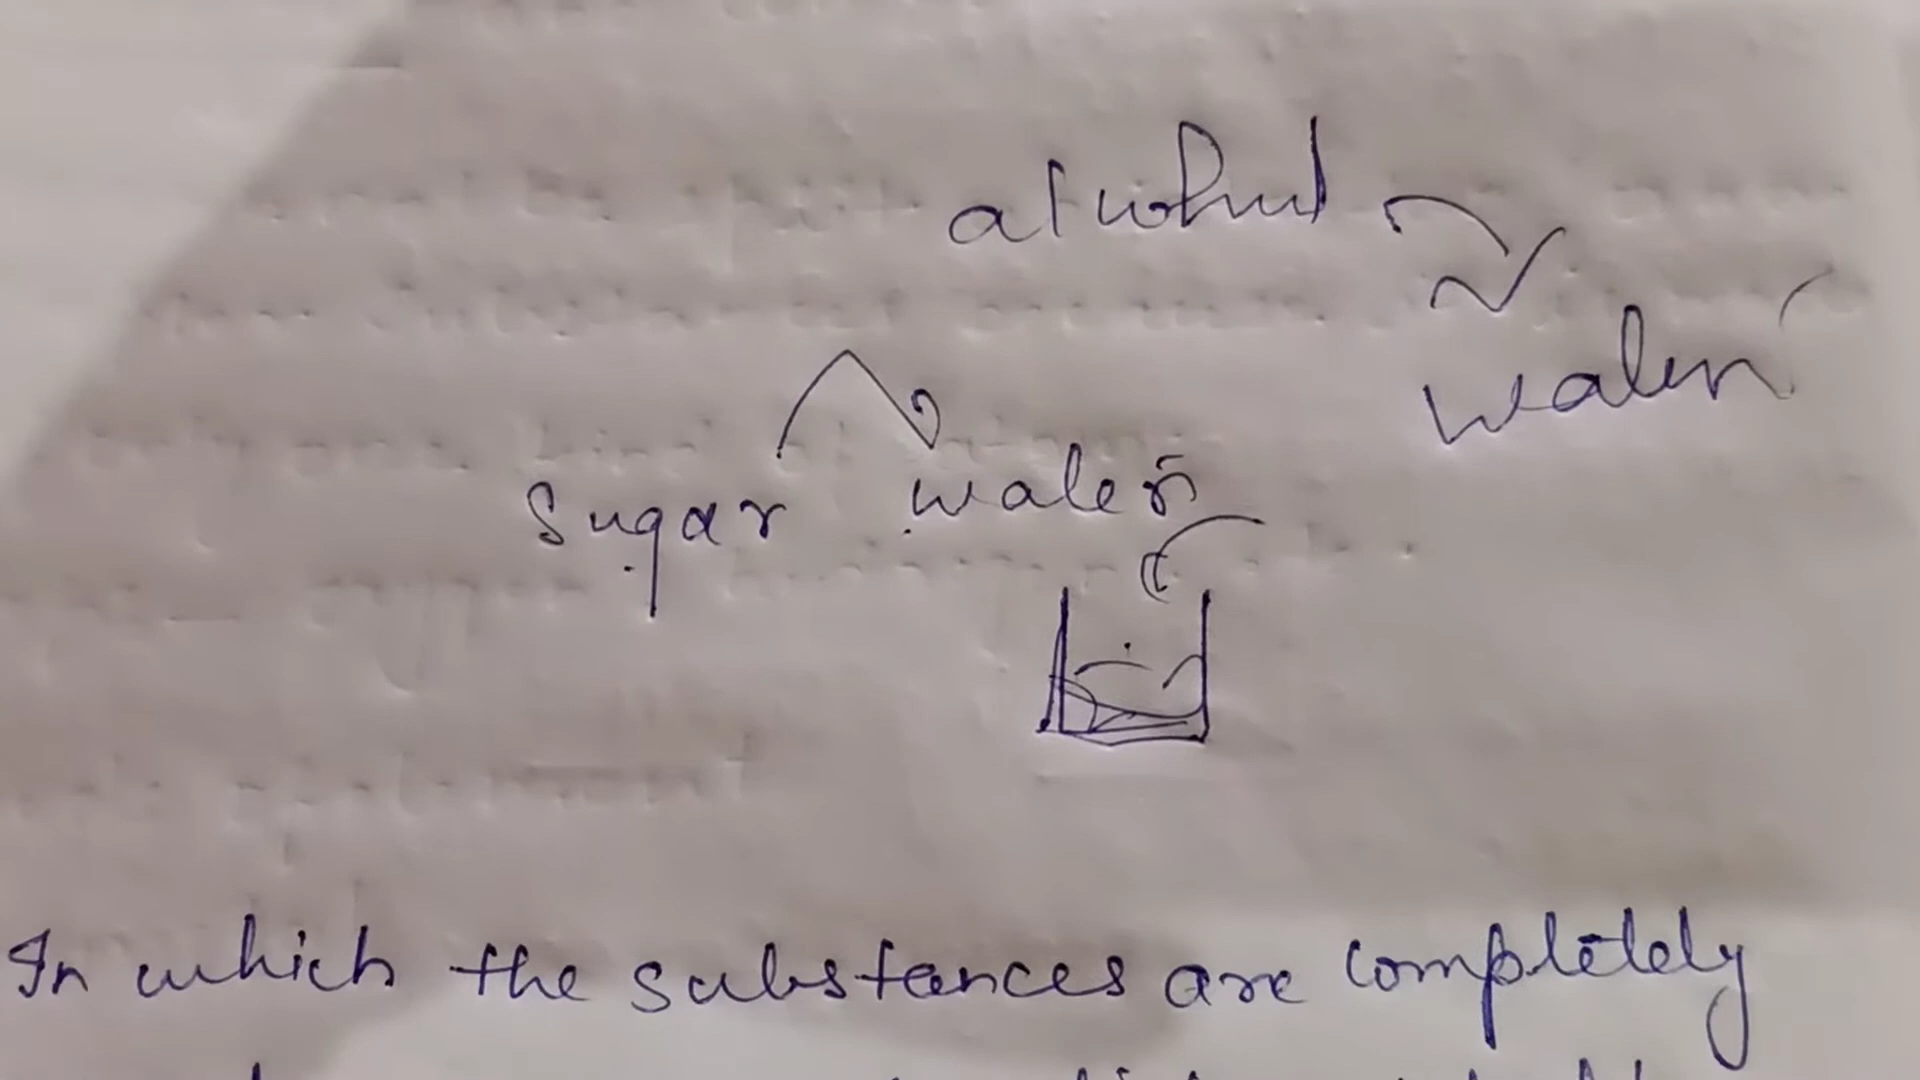 alcohol
water
sugar water
In which the substances are completely